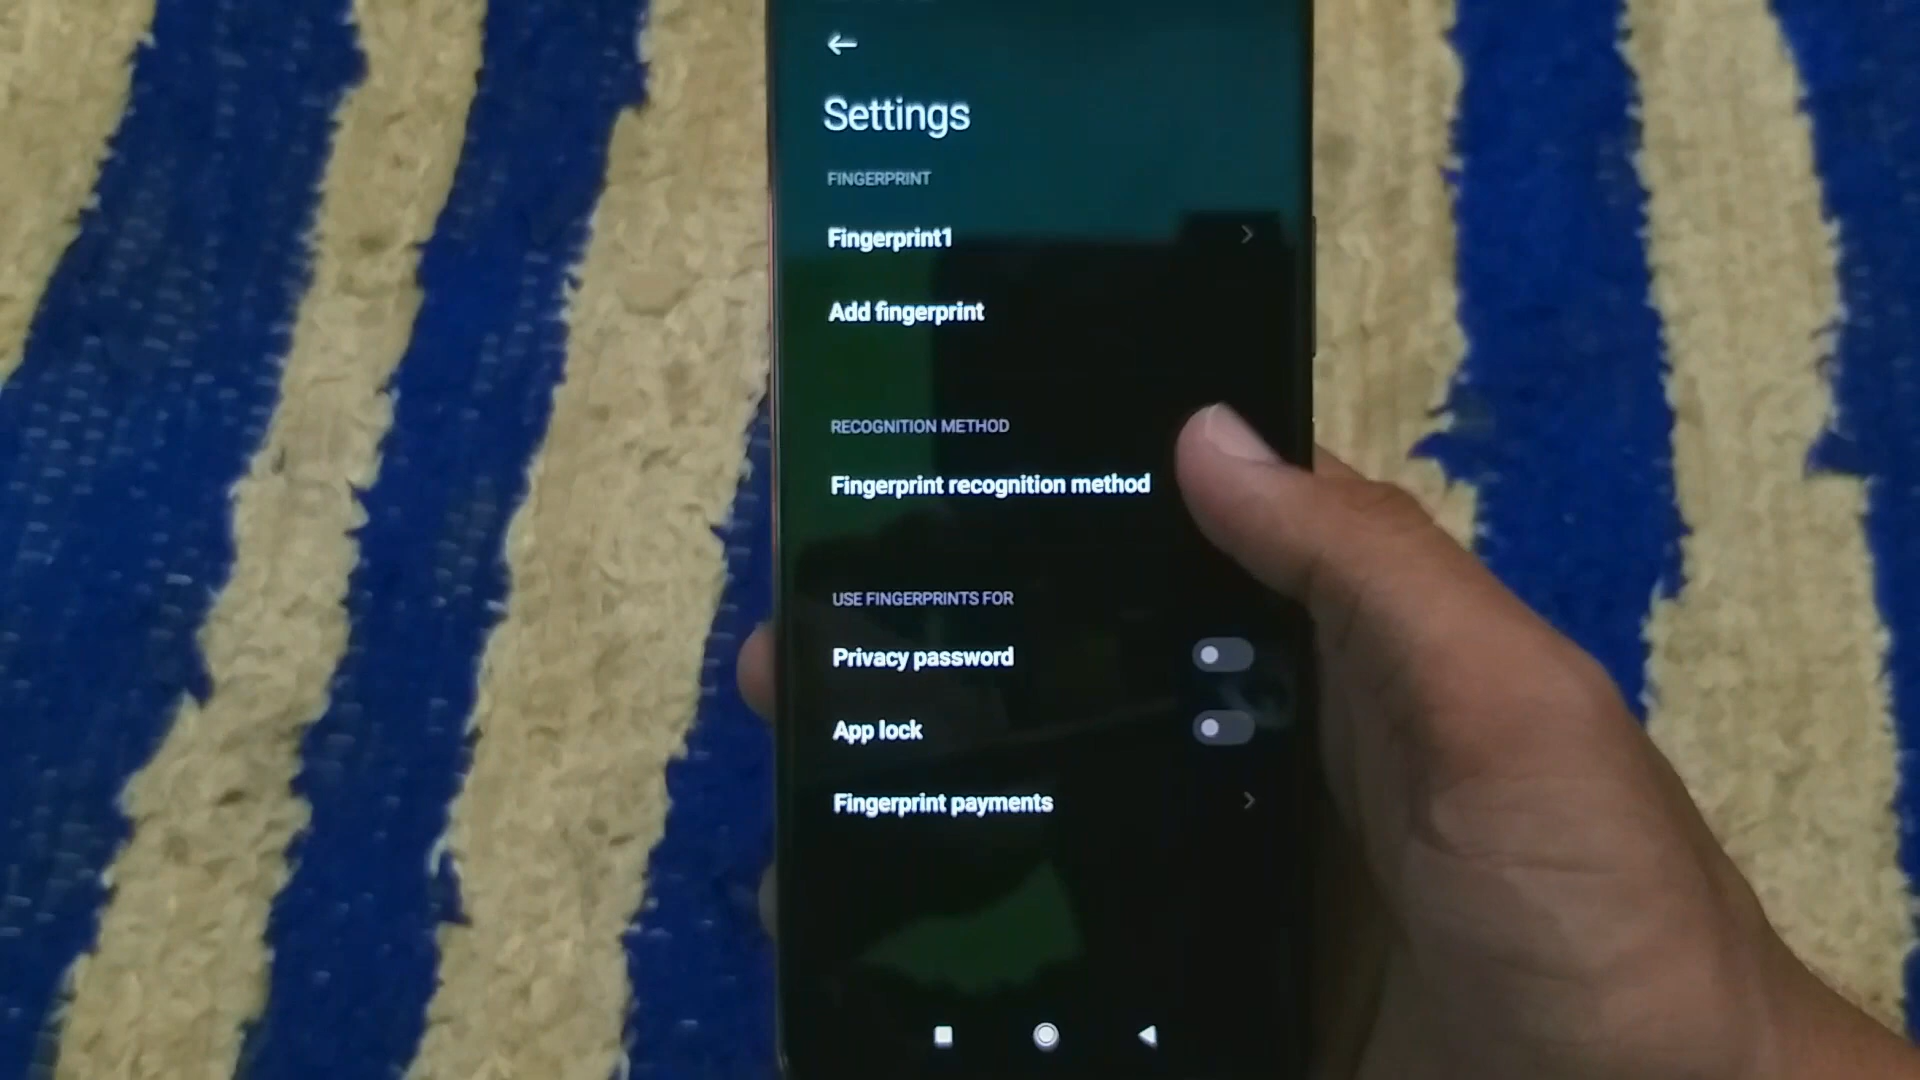 Settings
FINGERPRINT
Fingerprint1
Add fingerprint
RECOGNITION METHOD
Fingerprint recognition method
USE FINGERPRINTS FOR
Privacy password
App lock
Fingerprint payments